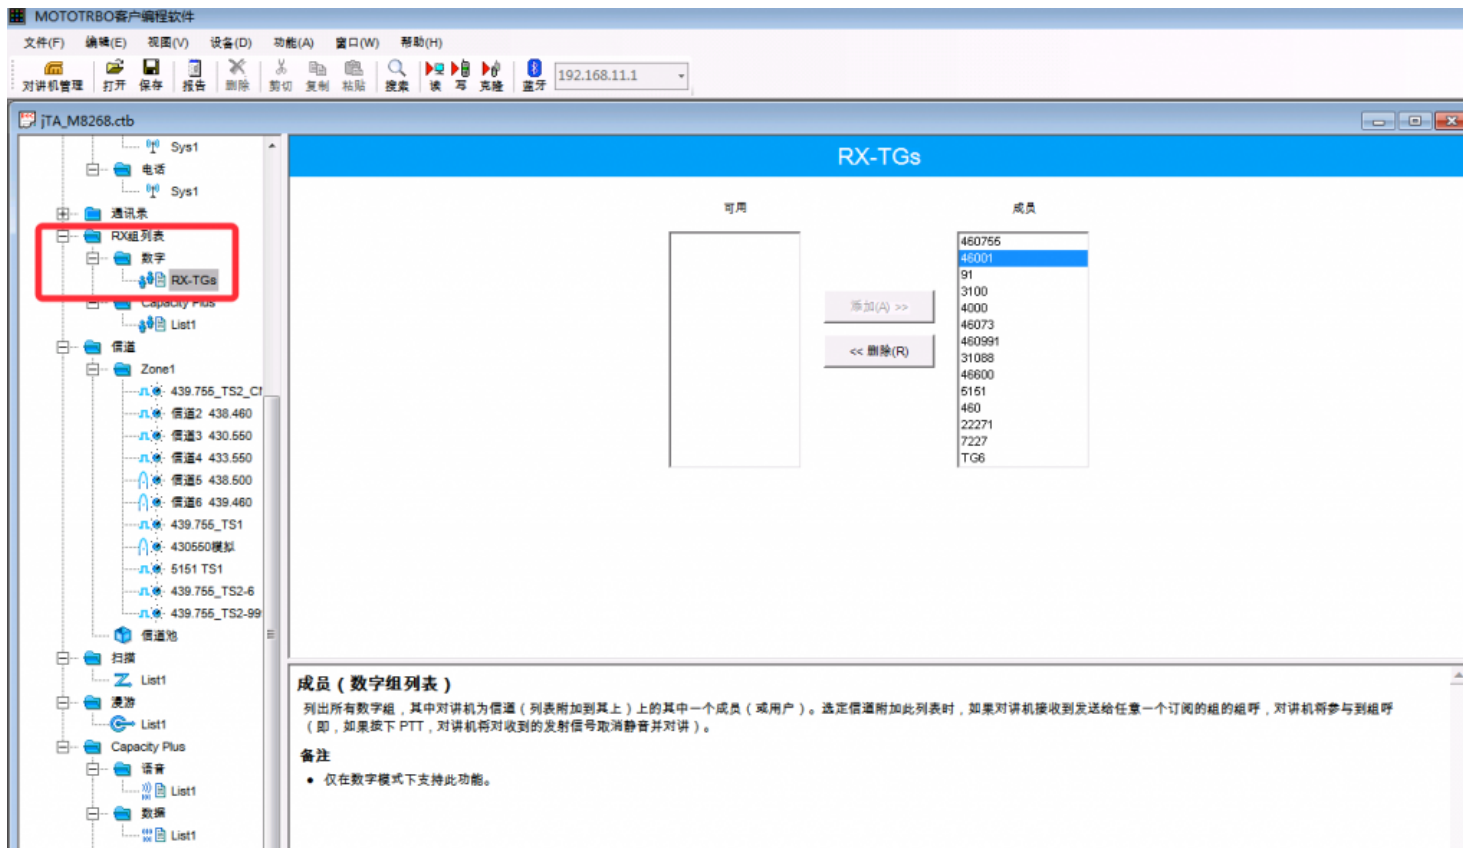 MOTOTRBO客户编程软件
文件(F) 编辑(E) 视图(V) 设备(D) 功能(A) 窗口(W) 帮助(H)
对讲机管理 打开 保存 报告 删除 剪切 复制 粘贴 搜索 读 写 克隆 蓝牙 192.168.11.1
jTA_M8268.ctb
Sys1
电话
Sys1
通讯录
RX组列表
数字
RX-TGs
Capacity Plus
List1
信道
Zone1
439.755_TS2_CM
信道2 438.460
信道3 430.550
信道4 433.550
信道5 438.500
信道6 439.460
439.755_TS1
430550模拟
5151 TS1
439.755_TS2-6
439.755_TS2-99
信道池
扫描
List1
漫游
List1
Capacity Plus
语音
List1
数据
List1
RX-TGs
可用
成员
添加(A) >>
<< 删除(R)
460755
46001
91
3100
4000
46073
460991
31088
46600
5151
460
22271
7227
TG6
成员 ( 数字组列表 )
列出所有数字组，其中对讲机为信道 ( 列表附加到其上 ) 上的其中一个成员 ( 或用户 ) 。选定信道附加此列表时，如果对讲机接收到发送给任意一个订阅的组的组呼，对讲机将参与到组呼
( 即，如果按下 PTT，对讲机将对收到的发射信号取消静音并对讲 ) 。
备注
• 仅在数字模式下支持此功能。